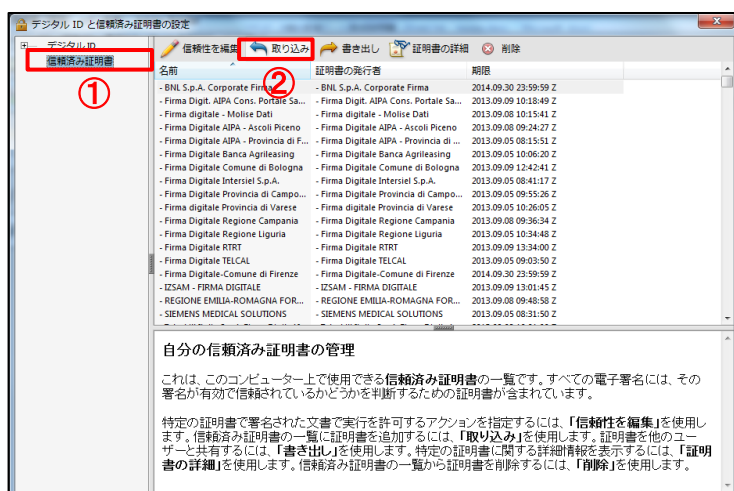 デジタル ID と信頼済み証明書の設定
デジタル ID
信頼済み証明書
①
信頼性を編集 取り込み 書き出し 証明書の詳細 削除
②
名前 証明書の発行者 期限
- BNL S.p.A. Corporate Firma - BNL S.p.A. Corporate Firma 2014.09.30 23:59:59 Z
- Firma Digit. AIPA Cons. Portale Sa... - Firma Digit. AIPA Cons. Portale Sa... 2013.09.09 10:18:49 Z
- Firma digitale - Molise Dati - Firma digitale - Molise Dati 2013.09.08 10:15:41 Z
- Firma Digitale AIPA - Ascoli Piceno - Firma Digitale AIPA - Ascoli Piceno 2013.09.08 09:24:27 Z
- Firma Digitale AIPA - Provincia di F... - Firma Digitale AIPA - Provincia di ... 2013.09.05 08:15:51 Z
- Firma Digitale Banca Agrileasing - Firma Digitale Banca Agrileasing 2013.09.05 10:06:20 Z
- Firma Digitale Comune di Bologna - Firma Digitale Comune di Bologna 2013.09.09 12:42:41 Z
- Firma Digitale Intersiel S.p.A. - Firma Digitale Intersiel S.p.A. 2013.09.05 08:41:17 Z
- Firma Digitale Provincia di Campo... - Firma Digitale Provincia di Campo... 2013.09.05 09:55:26 Z
- Firma digitale Provincia di Varese - Firma digitale Provincia di Varese 2013.09.05 10:26:05 Z
- Firma Digitale Regione Campania - Firma Digitale Regione Campania 2013.09.08 09:36:34 Z
- Firma Digitale Regione Liguria - Firma Digitale Regione Liguria 2013.09.05 10:34:48 Z
- Firma Digitale RTRT - Firma Digitale RTRT 2013.09.09 13:34:00 Z
- Firma Digitale TELCAL - Firma Digitale TELCAL 2013.09.05 09:03:50 Z
- Firma Digitale-Comune di Firenze - Firma Digitale-Comune di Firenze 2014.09.30 23:59:59 Z
- IZSAM - FIRMA DIGITALE - IZSAM - FIRMA DIGITALE 2013.09.09 13:01:45 Z
- REGIONE EMILIA-ROMAGNA FOR... - REGIONE EMILIA-ROMAGNA FOR... 2013.09.08 09:48:58 Z
- SIEMENS MEDICAL SOLUTIONS - SIEMENS MEDICAL SOLUTIONS 2013.09.05 08:31:50 Z
自分の信頼済み証明書の管理
これは、このコンピューター上で使用できる信頼済み証明書の一覧です。すべての電子署名には、その
署名が有効で信頼されているかどうかを判断するための証明書が含まれています。
特定の証明書で署名された文書で実行を許可するアクションを指定するには、「信頼性を編集」を使用し
ます。信頼済み証明書の一覧に証明書を追加するには、「取り込み」を使用します。証明書を他のユー
ザーと共有するには、「書き出し」を使用します。特定の証明書に関する詳細情報を表示するには、「証明
書の詳細」を使用します。信頼済み証明書の一覧から証明書を削除するには、「削除」を使用します。